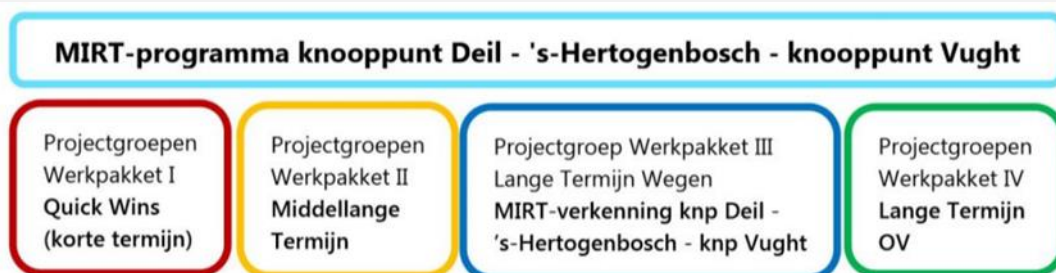 MIRT-programma knooppunt Deil - 's-Hertogenbosch - knooppunt Vught
Projectgroepen
Werkpakket I
Quick Wins
(korte termijn)
Projectgroepen
Werkpakket II
Middellange
Termijn
Projectgroep Werkpakket III
Lange Termijn Wegen
MIRT-verkenning knp Deil -
's-Hertogenbosch - knp Vught
Projectgroepen
Werkpakket IV
Lange Termijn
OV